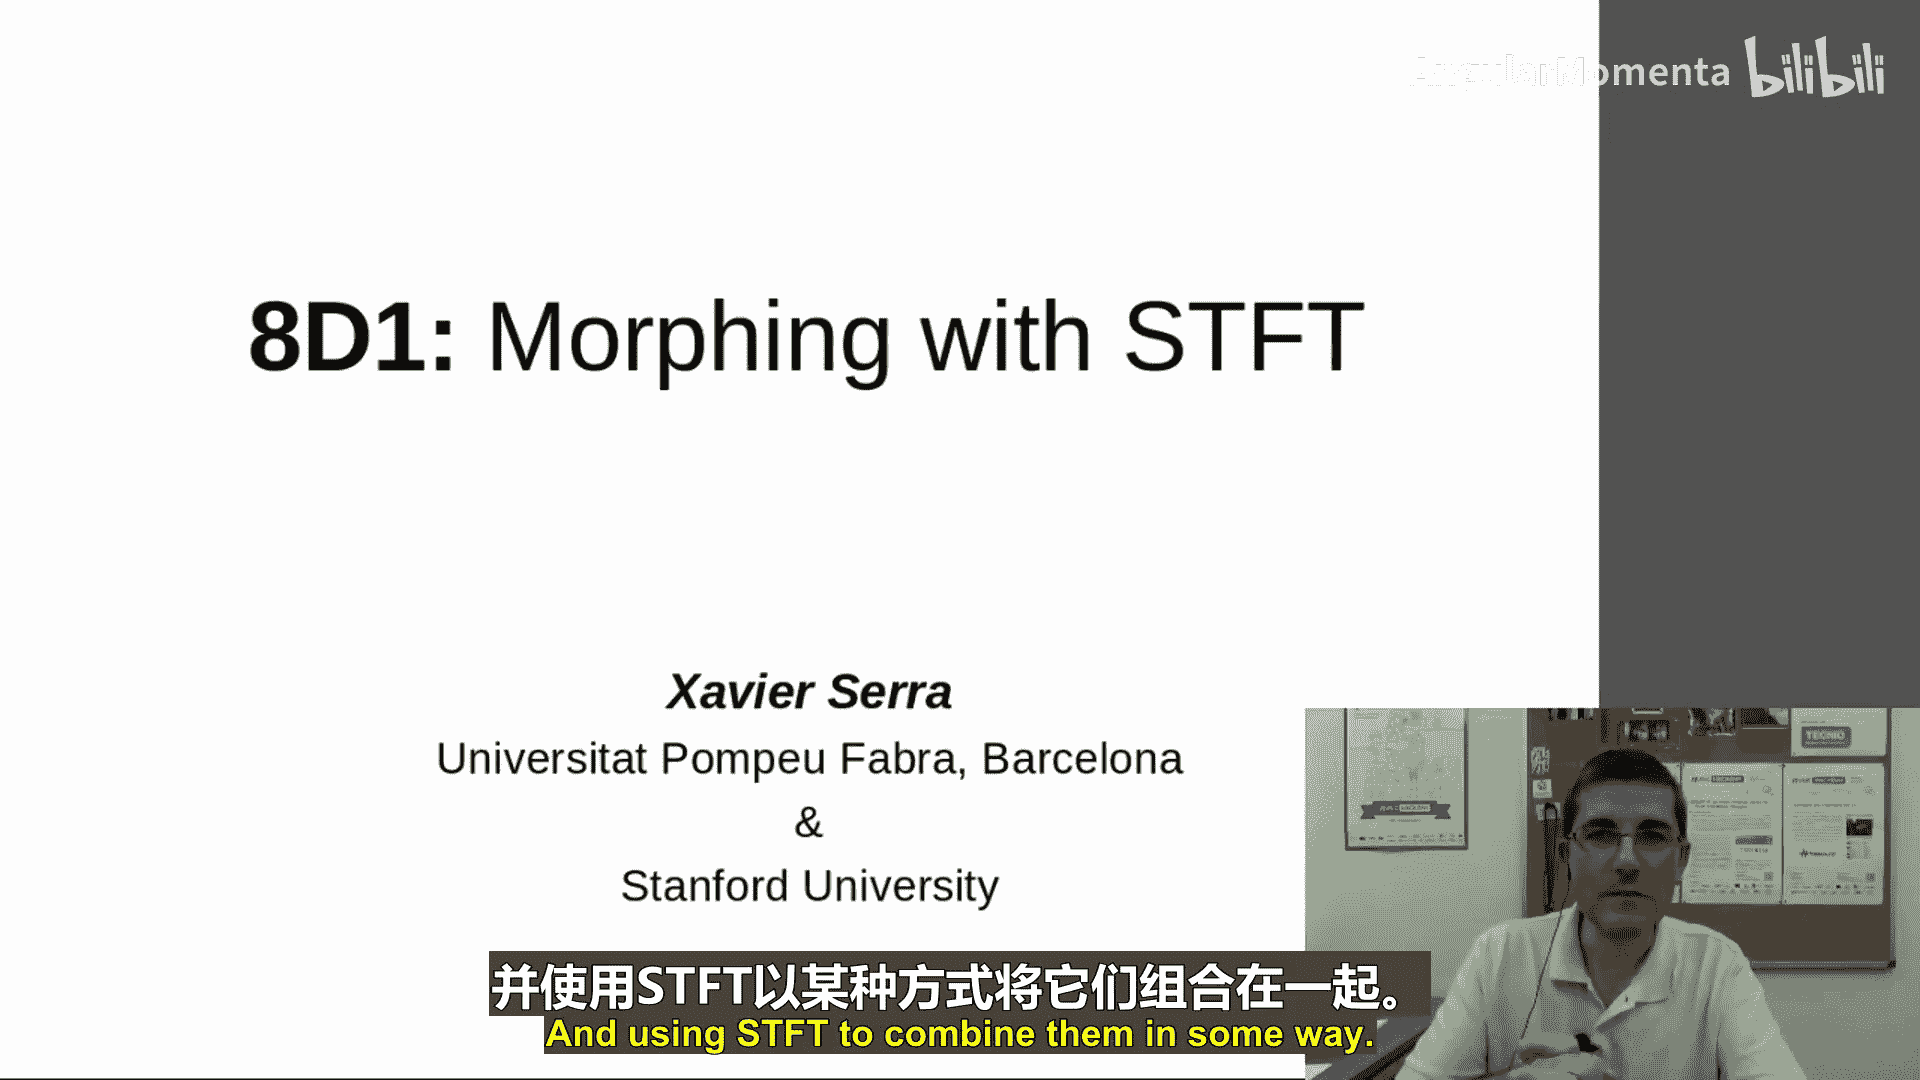 Momenta bilibili
8D1: Morphing with STFT
Xavier Serra
Universitat Pompeu Fabra, Barcelona
&
Stanford University
TECNIO
并使用STFT以某种方式将它们组合在一起。
And using STFT to combine them in some way.